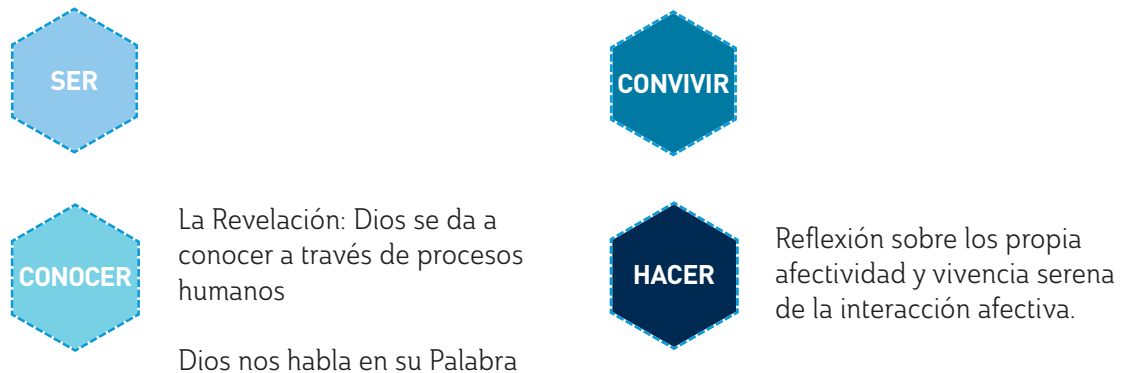 SER
CONVIVIR
CONOCER
La Revelación: Dios se da a
conocer a través de procesos
humanos
Dios nos habla en su Palabra
HACER
Reflexión sobre los propia
afectividad y vivencia serena
de la interacción afectiva.